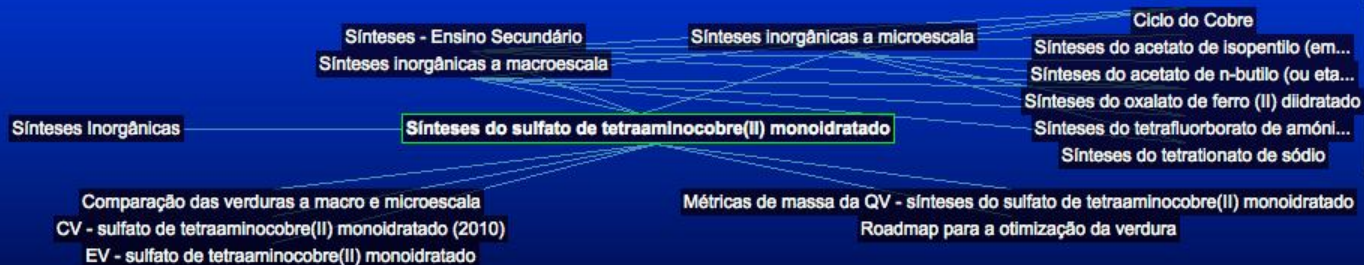 Sínteses - Ensino Secundário
Sínteses inorgânicas a macroescala
Sínteses inorgânicas a microescala
Ciclo do Cobre
Sínteses do acetato de isopentilo (em...
Sínteses do acetato de n-butilo (ou eta...
Sínteses do oxalato de ferro (II) diidratado
Sínteses do tetrafluorborato de amóni...
Sínteses do tetrationato de sódio
Sínteses Inorgânicas
Sínteses do sulfato de tetraaminocobre(II) monoidratado
Comparação das verduras a macro e microescala
CV - sulfato de tetraaminocobre(II) monoidratado (2010)
EV - sulfato de tetraaminocobre(II) monoidratado
Métricas de massa da QV - sínteses do sulfato de tetraaminocobre(II) monoidratado
Roadmap para a otimização da verdura